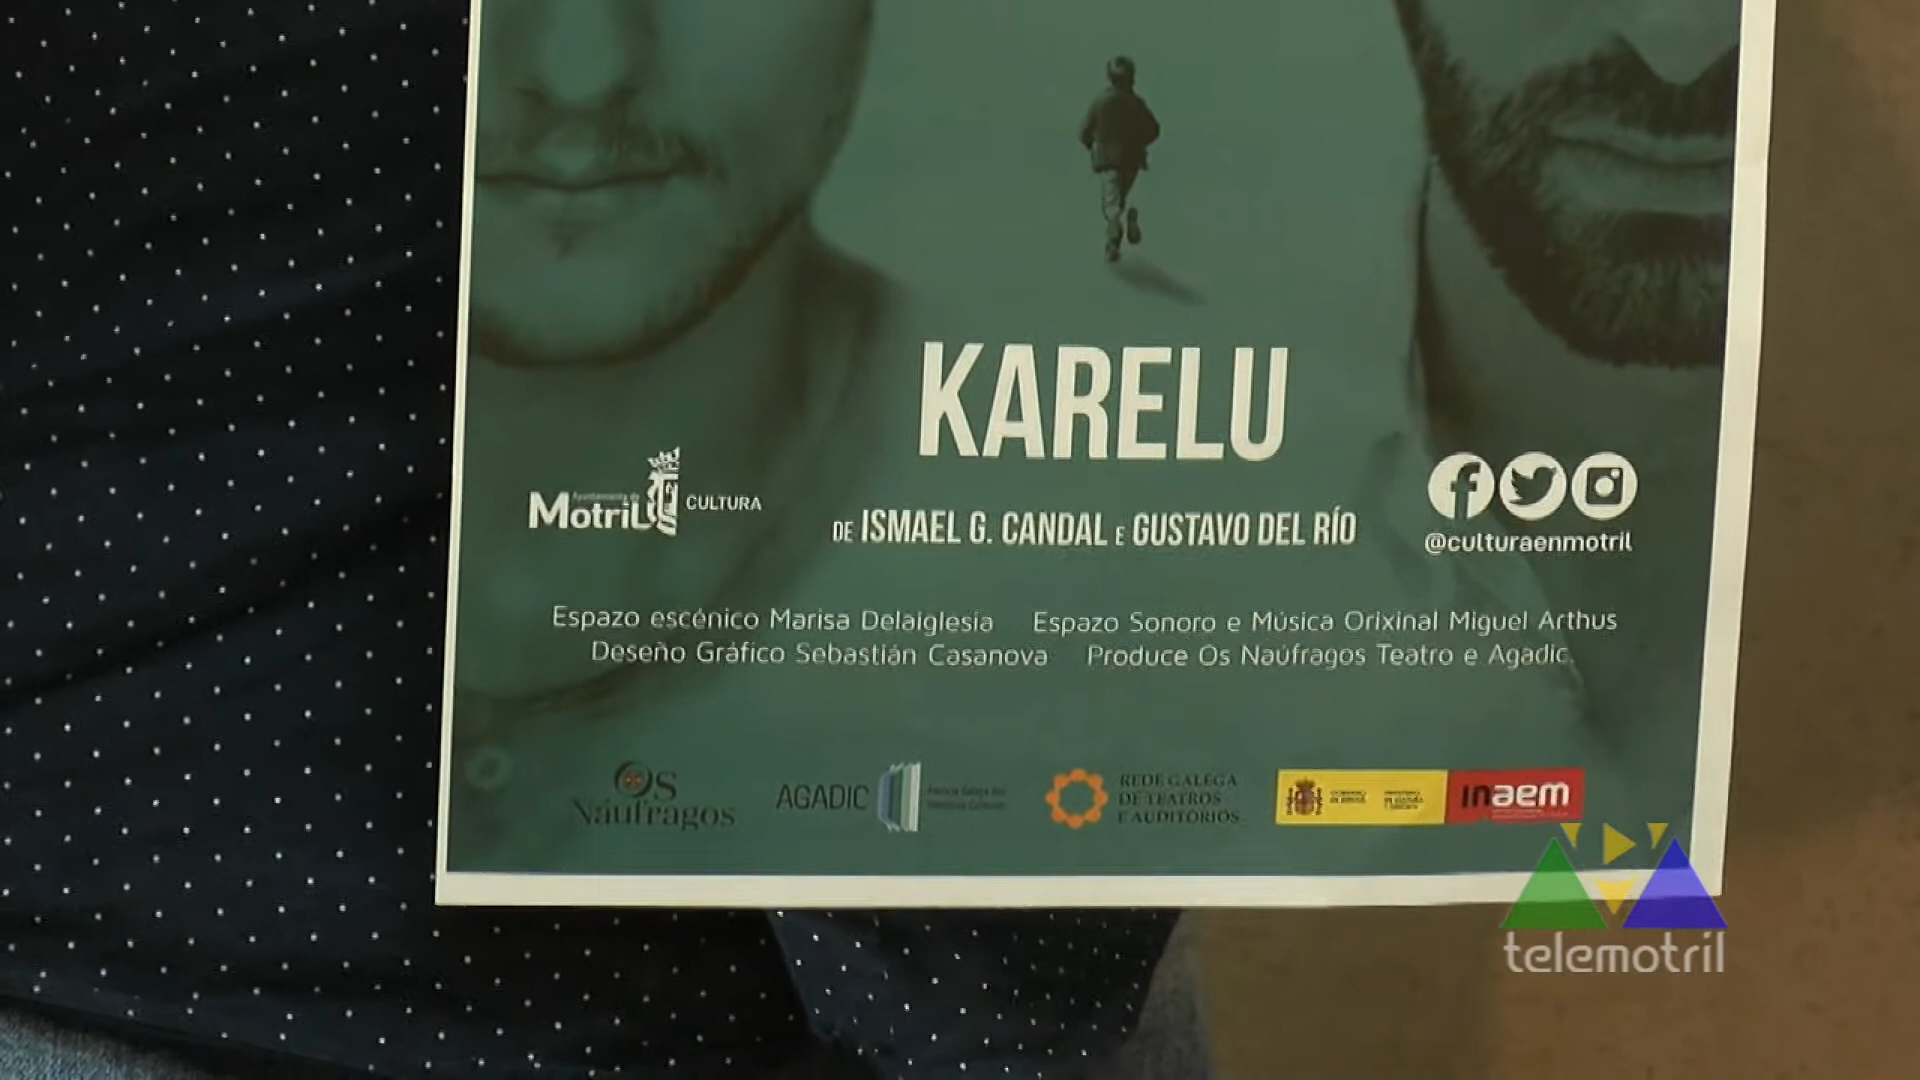 KARELU
Ayuntamiento de
Motril
CULTURA
DE ISMAEL G. CANDAL E GUSTAVO DEL RÍO
@culturaenmotril
Espazo escénico Marisa Delaiglesia Espazo Sonoro e Música Orixinal Miguel Arthus
Deseño Gráfico Sebastián Casanova Produce Os Naúfragos Teatro e Agadic.
OS
Náufragos
AGADIC
REDE GALEGA
DE TEATROS
E AUDITORIOS
inaem
telemotril